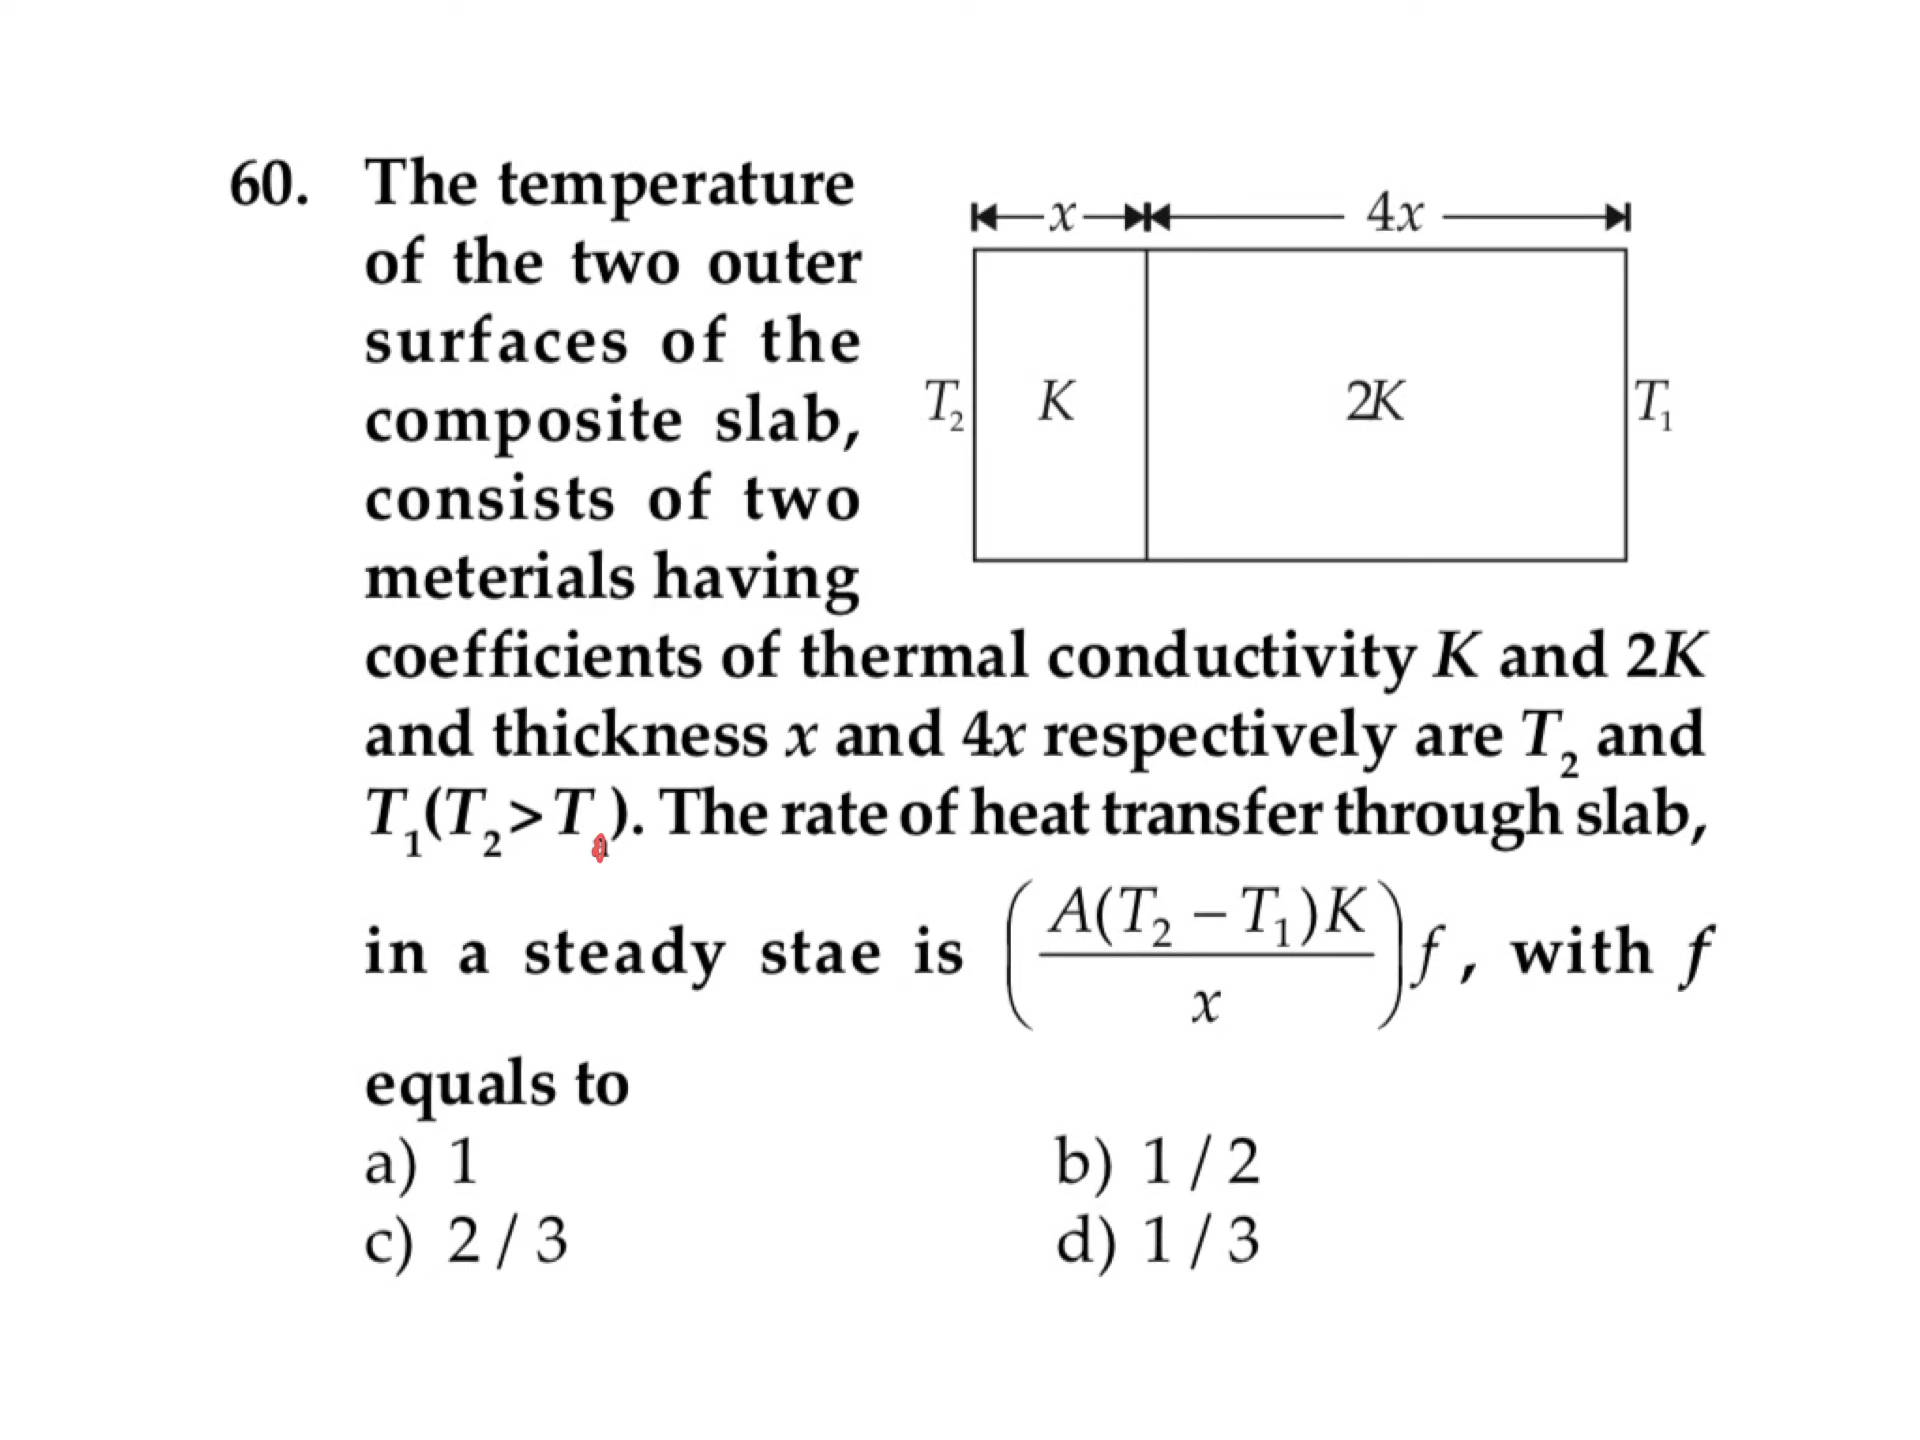 60. The temperature
of the two outer
surfaces of the
composite slab,
consists of two
meterials having
x 4x
T₂ K 2K T₁
coefficients of thermal conductivity K and 2K
and thickness x and 4x respectively are T₂ and
T₁(T₂>T₁). The rate of heat transfer through slab,
in a steady stae is (A(T₂ – T₁)K / x) f, with f
equals to
a) 1 b) 1/2
c) 2/3 d) 1/3